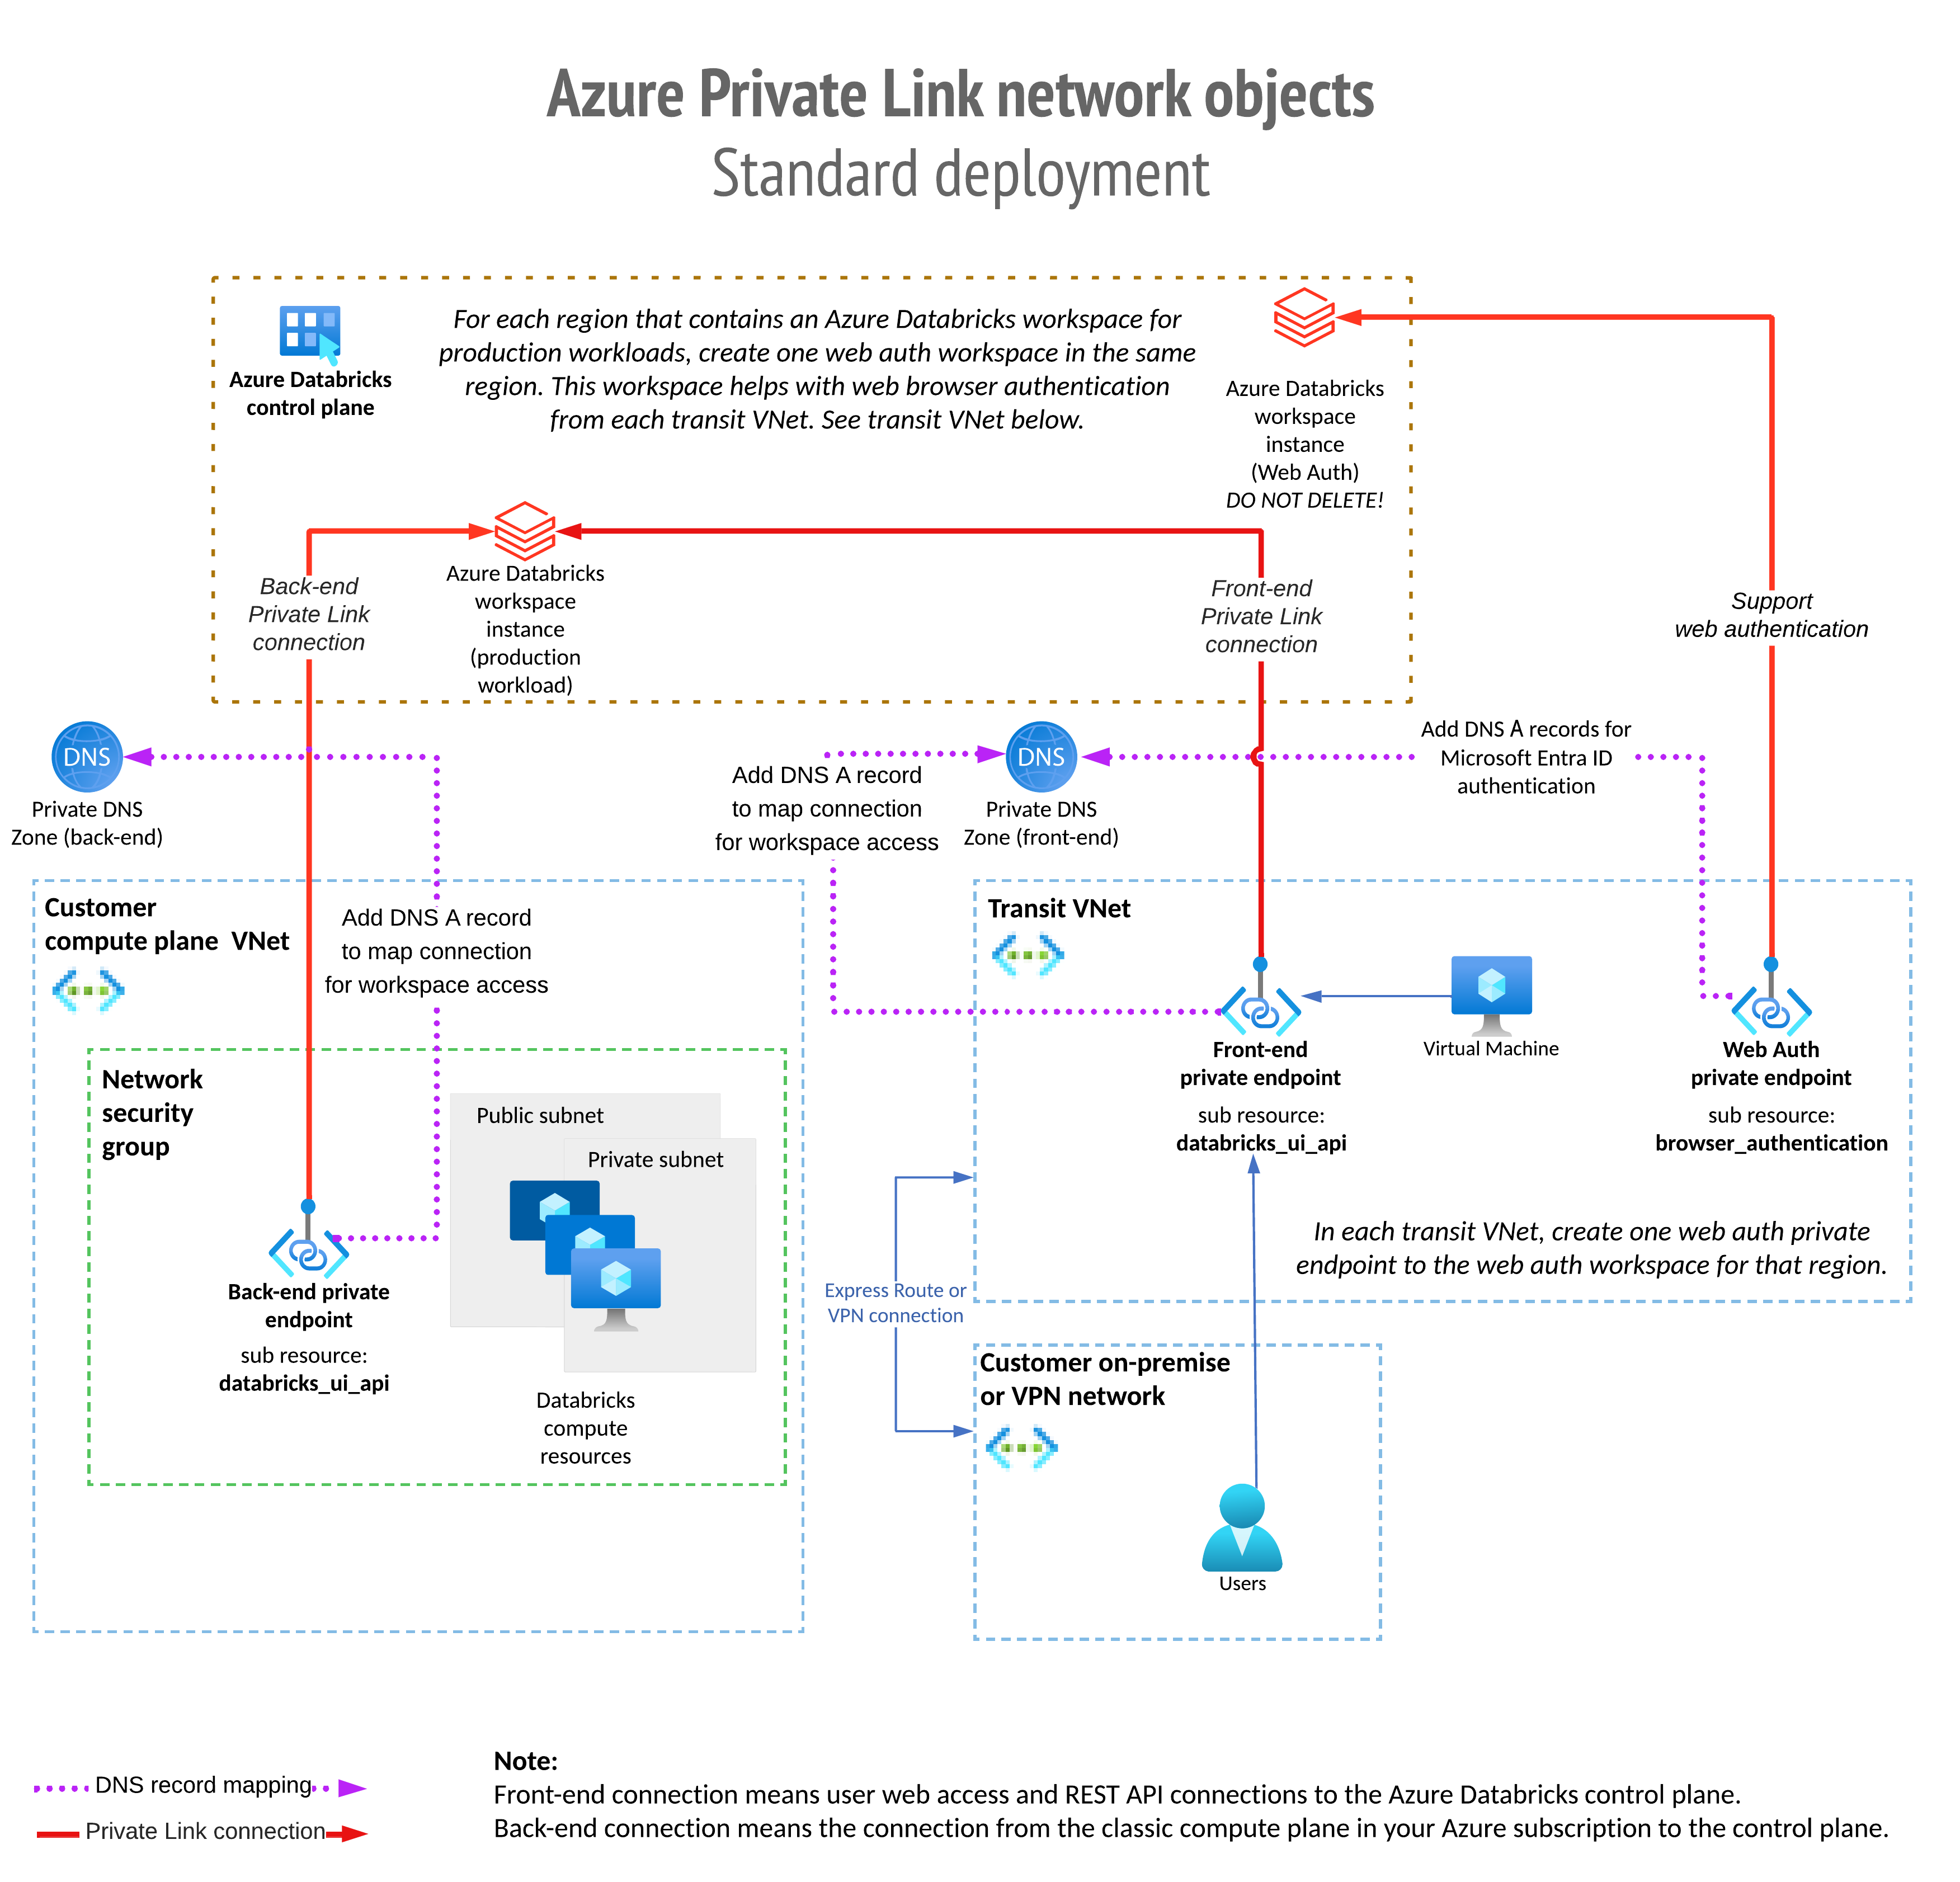 Azure Private Link network objects
Standard deployment
Azure Databricks
control plane
For each region that contains an Azure Databricks workspace for
production workloads, create one web auth workspace in the same
region. This workspace helps with web browser authentication
from each transit VNet. See transit VNet below.
Azure Databricks
workspace
instance
(Web Auth)
DO NOT DELETE!
Back-end
Private Link
connection
Azure Databricks
workspace
instance
(production
workload)
Front-end
Private Link
connection
Support
web authentication
DNS
Private DNS
Zone (back-end)
Add DNS A record
to map connection
for workspace access
DNS
Private DNS
Zone (front-end)
Add DNS A records for
Microsoft Entra ID
authentication
Customer
compute plane VNet
Add DNS A record
to map connection
for workspace access
Network
security
group
Public subnet
Private subnet
Back-end private
endpoint
sub resource:
databricks_ui_api
Databricks
compute
resources
Transit VNet
Front-end
private endpoint
sub resource:
databricks_ui_api
Virtual Machine
Web Auth
private endpoint
sub resource:
browser_authentication
In each transit VNet, create one web auth private
endpoint to the web auth workspace for that region.
Express Route or
VPN connection
Customer on-premise
or VPN network
Users
DNS record mapping
Private Link connection
Note:
Front-end connection means user web access and REST API connections to the Azure Databricks control plane.
Back-end connection means the connection from the classic compute plane in your Azure subscription to the control plane.